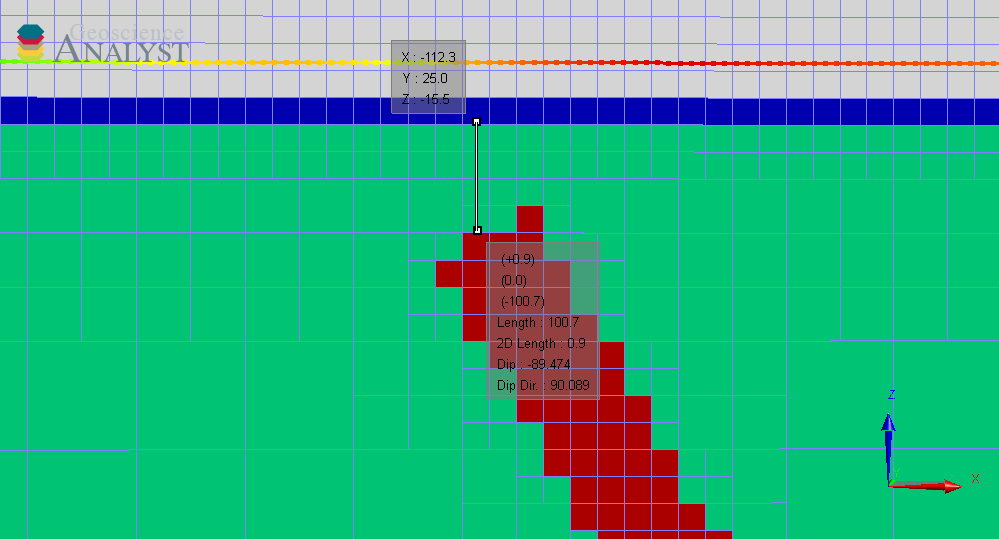 Geoscience
ANALYST
X : -112.3
Y : 25.0
Z : -15.5
(+0.9)
(0.0)
(-100.7)
Length : 100.7
2D Length : 0.9
Dip : -89.474
Dip Dir. : 90.089
Z
Y
X